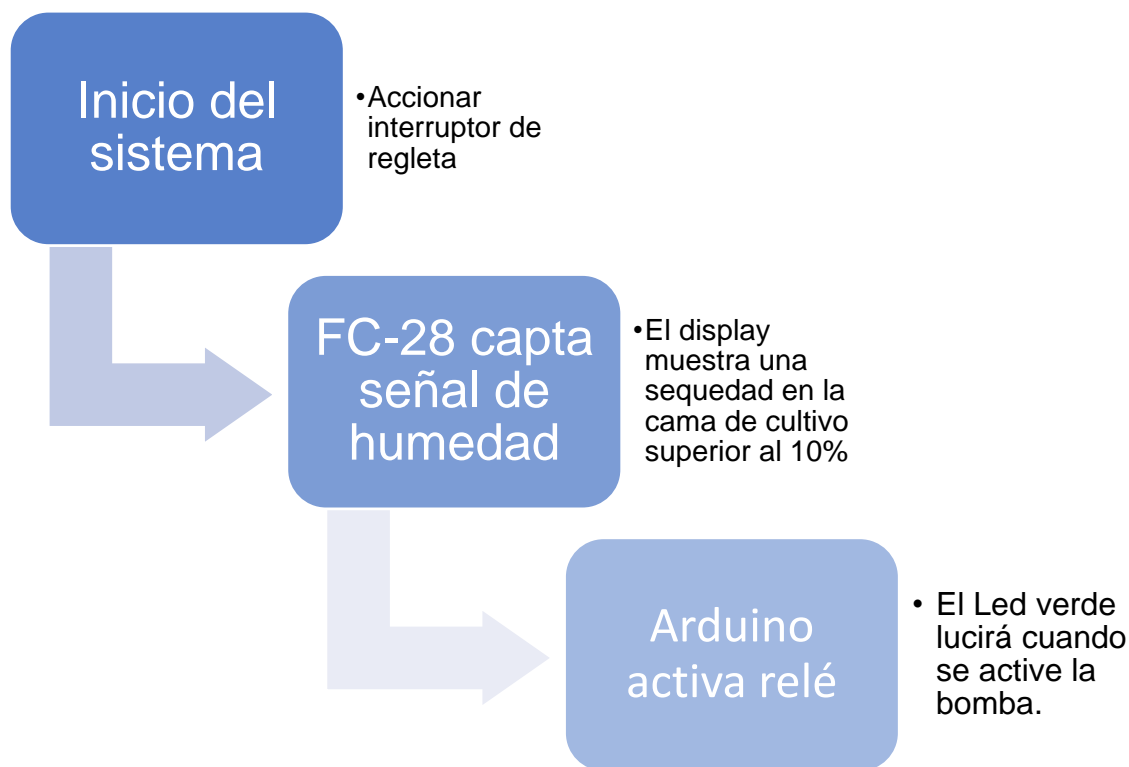 Inicio del
sistema
•Accionar
interruptor de
regleta
FC-28 capta
señal de
humedad
•El display
muestra una
sequedad en la
cama de cultivo
superior al 10%
Arduino
activa relé
• El Led verde
lucirá cuando
se active la
bomba.